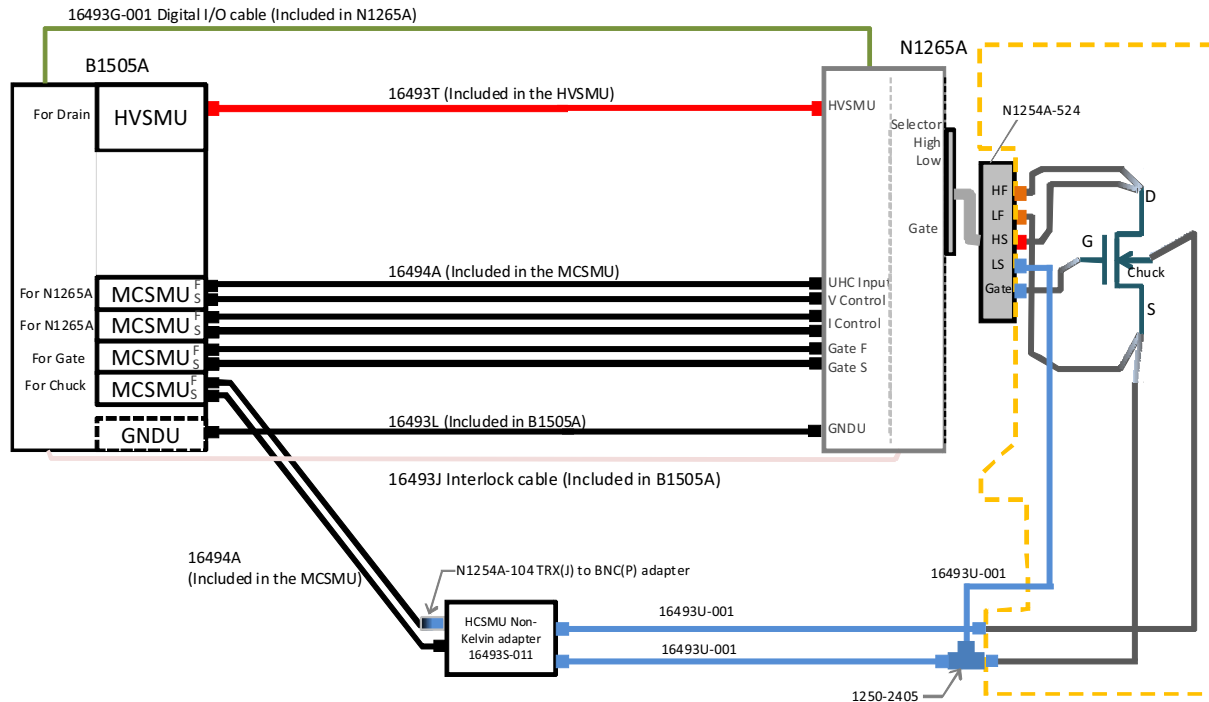 16493G-001 Digital I/O cable (Included in N1265A)
B1505A
N1265A
For Drain
HVSMU
16493T (Included in the HVSMU)
HVSMU
Selector
High
Low
Gate
N1254A-524
HF
LF
HS
LS
Gate
D
G
Chuck
S
For N1265A
MCSMU
F
S
16494A (Included in the MCSMU)
UHC Input
V Control
For N1265A
MCSMU
F
S
I Control
For Gate
MCSMU
F
S
Gate F
Gate S
For Chuck
MCSMU
F
S
GNDU
16493L (Included in B1505A)
GNDU
16493J Interlock cable (Included in B1505A)
16494A
(Included in the MCSMU)
N1254A-104 TRX(J) to BNC(P) adapter
HCSMU Non-
Kelvin adapter
16493S-011
16493U-001
16493U-001
16493U-001
1250-2405